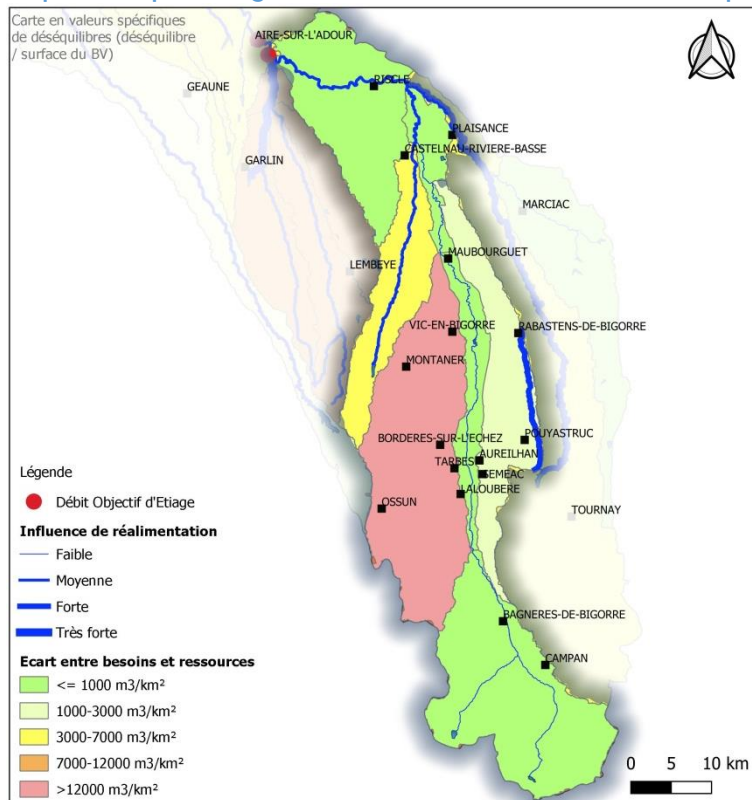 Carte en valeurs spécifiques
de déséquilibres (déséquilibre
/ surface du BV)
AIRE-SUR-L'ADOUR
GEAUNE
RISCLE
PLAISANCE
CASTELNAU-RIVIERE-BASSE
GARLIN
MARCIAC
MAUBOURGUET
LEMBEYE
VIC-EN-BIGORRE
RABASTENS-DE-BIGORRE
MONTANER
BORDERES-SUR-L'ECHEZ
POUYASTRUC
AUREILHAN
TARBES
SEMEAC
LALOUBERE
OSSUN
TOURNAY
BAGNERES-DE-BIGORRE
CAMPAN
Légende
Débit Objectif d'Etiage
Influence de réalimentation
Faible
Moyenne
Forte
Très forte
Ecart entre besoins et ressources
<= 1000 m3/km²
1000-3000 m3/km²
3000-7000 m3/km²
7000-12000 m3/km²
>12000 m3/km²
0 5 10 km